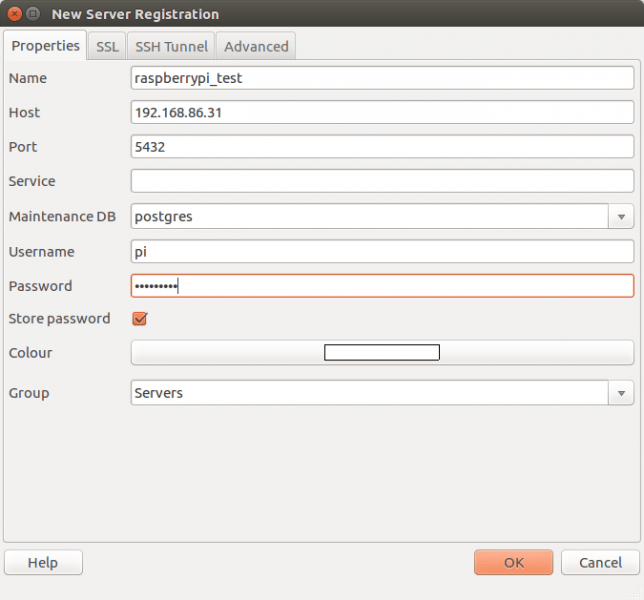 New Server Registration
Properties SSL SSH Tunnel Advanced
Name raspberrypi_test
Host 192.168.86.31
Port 5432
Service
Maintenance DB postgres
Username pi
Password •••••••••
Store password
Colour
Group Servers
Help OK Cancel